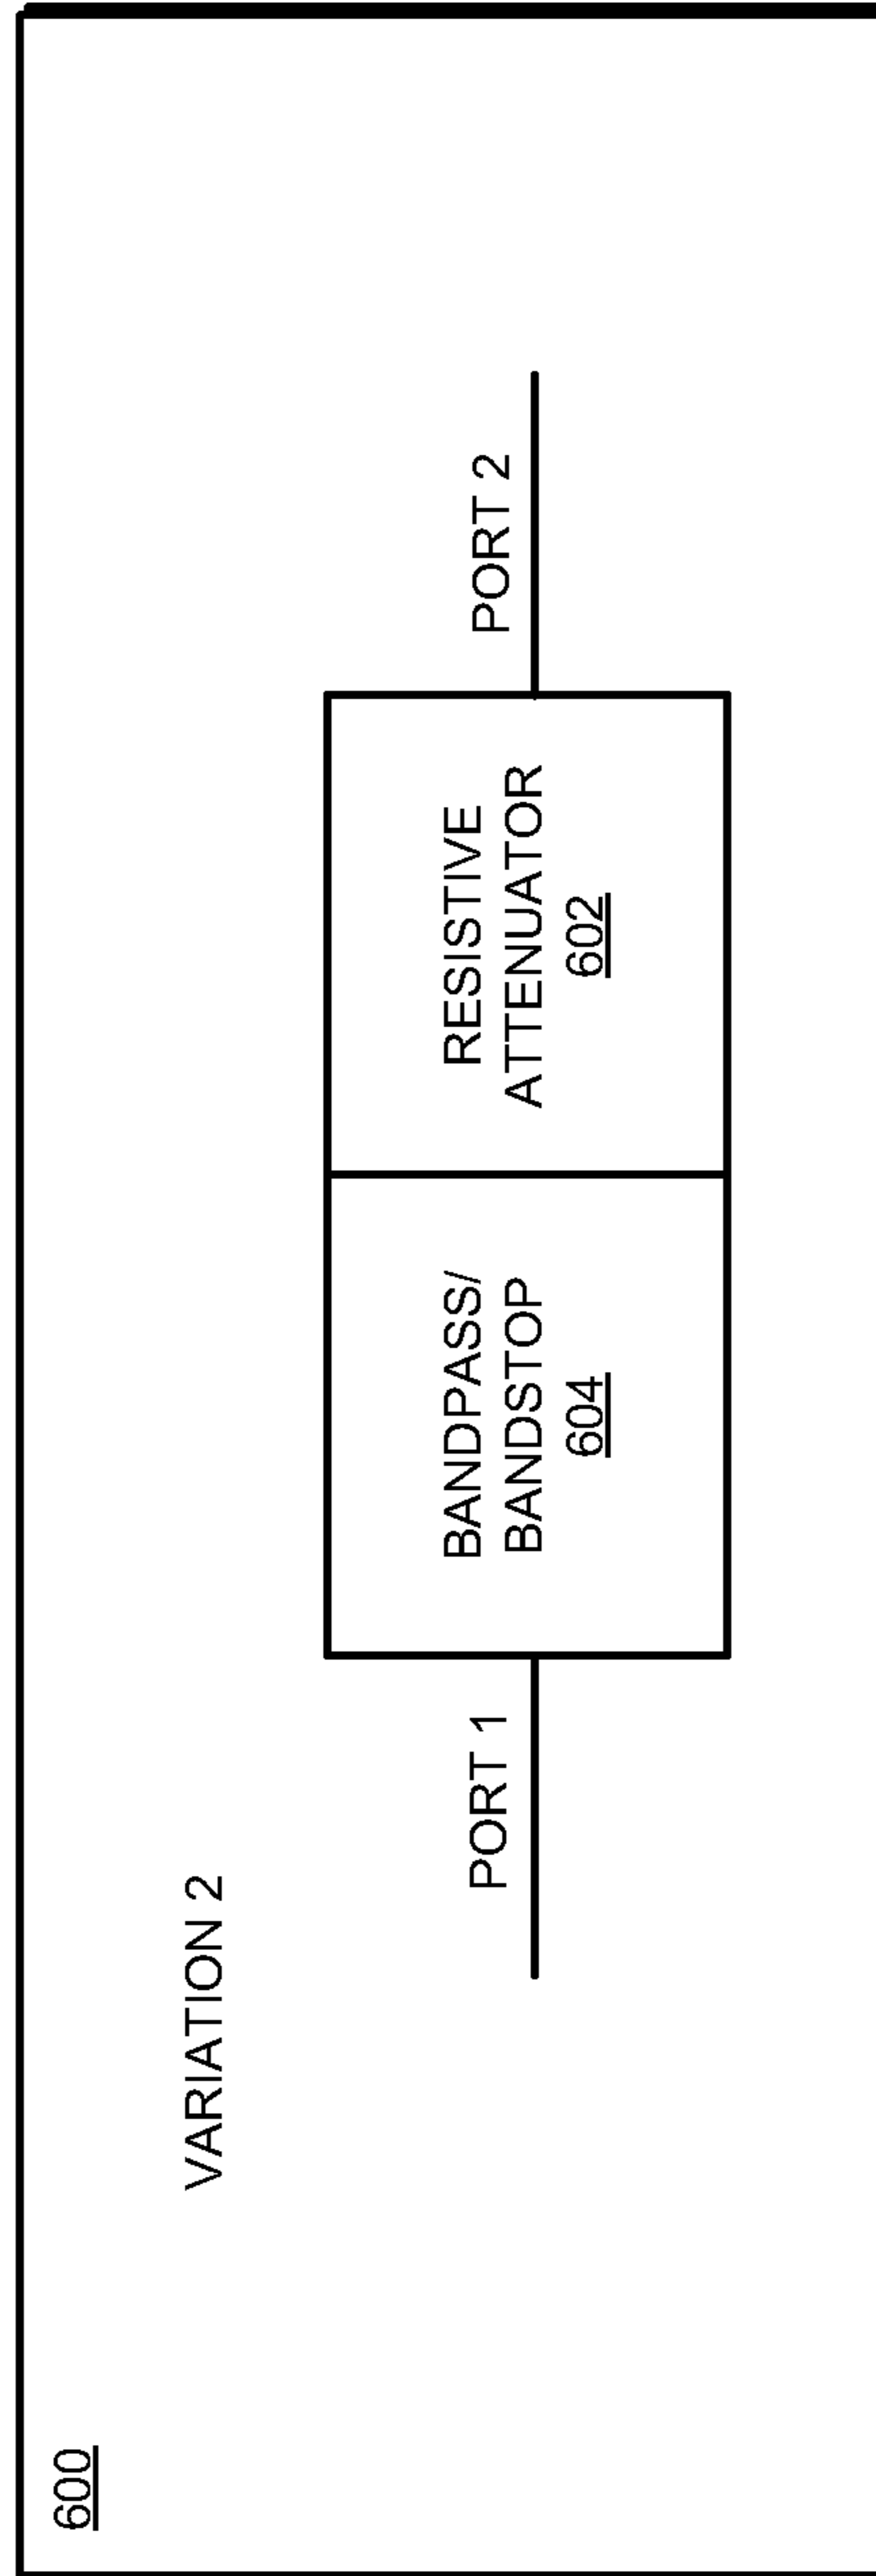 600
VARIATION 2
PORT 1
BANDPASS/
BANDSTOP
604
RESISTIVE
ATTENUATOR
602
PORT 2